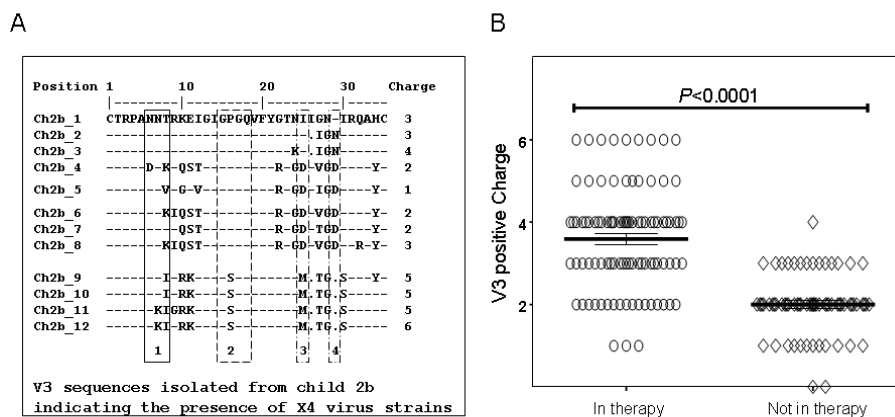 A
Position 1 10 20 30 Charge
Ch2b_1 CTRPANNTRKEIGIGPGQVFYGTNIIGN-IRQAHC 3
Ch2b_2 -------------------------.IGN------ 3
Ch2b_3 -----------------------K-.IGN------ 4
Ch2b_4 -----D-K-QST---------R-GD-VGD----Y- 2
Ch2b_5 -------V-G-V---------R-GD-IGD------ 1
Ch2b_6 -------KIQST---------R-GD-VGD----Y- 2
Ch2b_7 ---------QST---------R-GD-TGD------ 2
Ch2b_8 -------KIQST---------R-GD-VGD--R-Y- 3
Ch2b_9 -------I-RK----S--------M.TG.S---Y- 5
Ch2b_10 -------I-RK----S--------M.TG.S----- 5
Ch2b_11 ------KIGRK----S--------M.TG.S----- 5
Ch2b_12 ------KI-RK----S--------M.TG.S----- 6
1 2 3 4
V3 sequences isolated from child 2b
indicating the presence of X4 virus strains
B
P<0.0001
V3 positive Charge
6
4
2
In therapy
Not in therapy